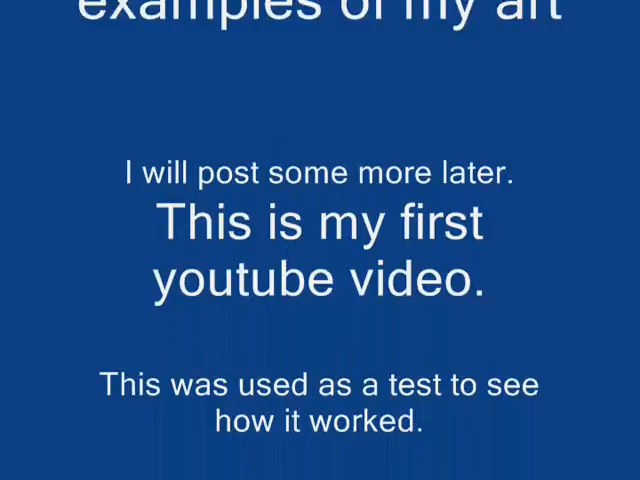 examples of my art
I will post some more later.
This is my first
youtube video.
This was used as a test to see
how it worked.